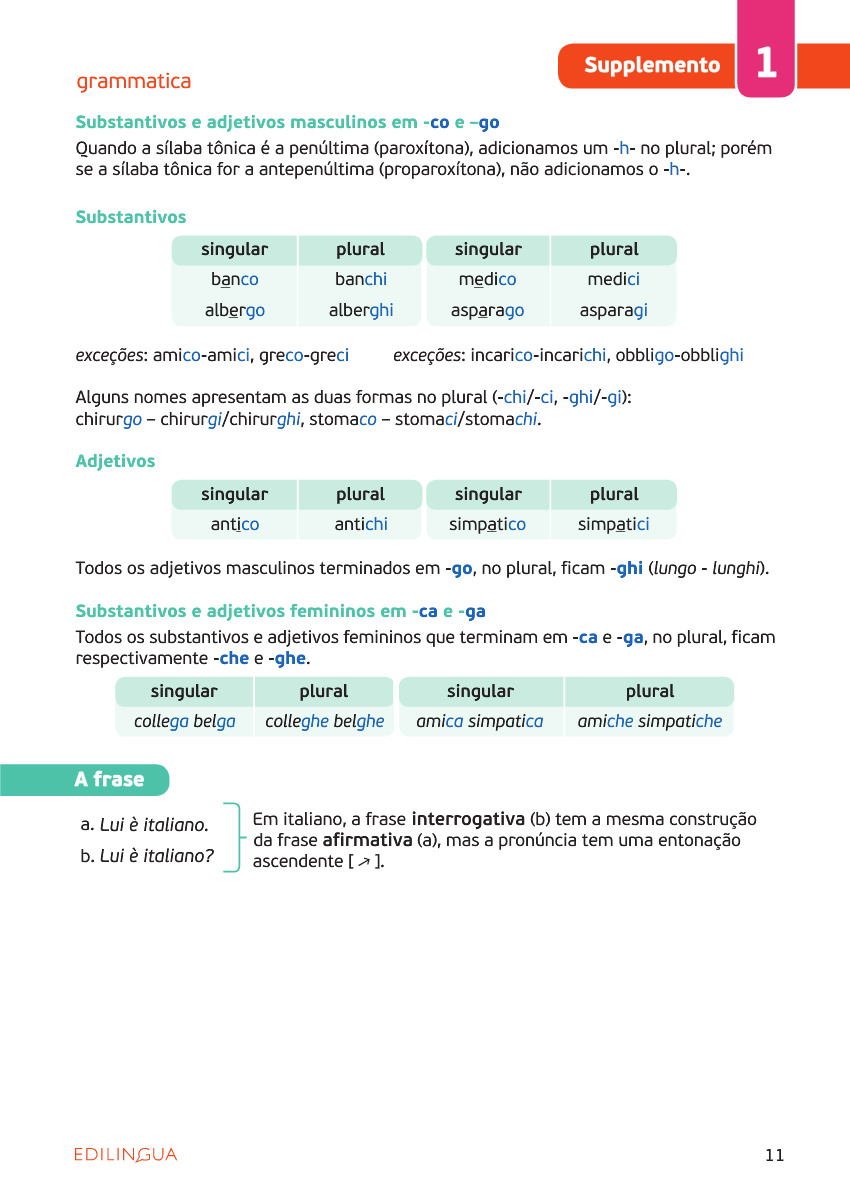 grammatica
Supplemento 1
Substantivos e adjetivos masculinos em -co e –go
Quando a sílaba tônica é a penúltima (paroxítona), adicionamos um -h- no plural; porém
se a sílaba tônica for a antepenúltima (proparoxítona), não adicionamos o -h-.
Substantivos
singular plural singular plural
banco banchi medico medici
albergo alberghi asparago asparagi
exceções: amico-amici, greco-greci exceções: incarico-incarichi, obbligo-obblighi
Alguns nomes apresentam as duas formas no plural (-chi/-ci, -ghi/-gi):
chirurgo – chirurgi/chirurghi, stomaco – stomaci/stomachi.
Adjetivos
singular plural singular plural
antico antichi simpatico simpatici
Todos os adjetivos masculinos terminados em -go, no plural, ficam -ghi (lungo - lunghi).
Substantivos e adjetivos femininos em -ca e -ga
Todos os substantivos e adjetivos femininos que terminam em -ca e -ga, no plural, ficam
respectivamente -che e -ghe.
singular plural singular plural
collega belga colleghe belghe amica simpatica amiche simpatiche
A frase
a. Lui è italiano.
b. Lui è italiano?
Em italiano, a frase interrogativa (b) tem a mesma construção
da frase afirmativa (a), mas a pronúncia tem uma entonação
ascendente [ ↗ ].
EDILINGUA
11